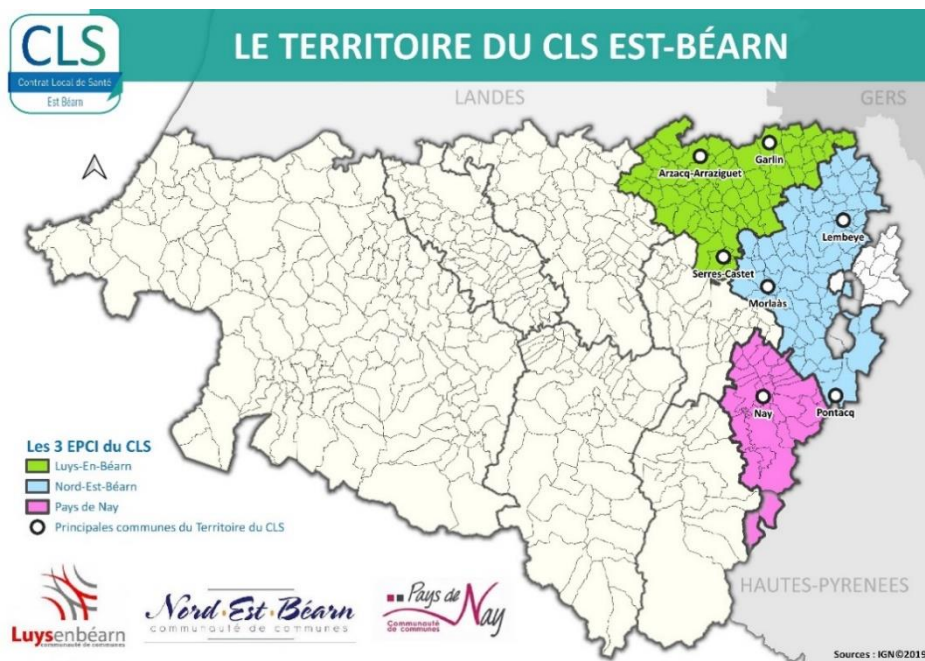 CLS
Contrat Local de Santé
Est Béarn
LE TERRITOIRE DU CLS EST-BÉARN
LANDES
GERS
Garlin
Arzacq-Arraziguet
Lembeye
Serres-Castet
Morlaàs
Nay
Pontacq
Les 3 EPCI du CLS
Luys-En-Béarn
Nord-Est-Béarn
Pays de Nay
Principales communes du Territoire du CLS
HAUTES-PYRENEES
Luysenbéarn
communauté de communes
Nord-Est-Béarn
communauté de communes
Pays de
Nay
Communauté
de communes
Sources : IGN©2019